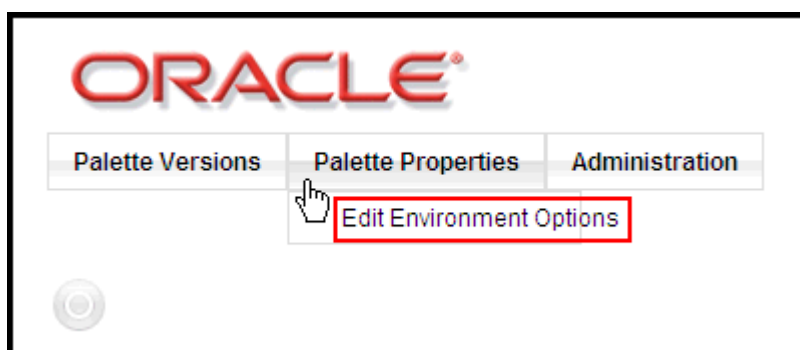 ORACLE®
Palette Versions Palette Properties Administration
Edit Environment Options